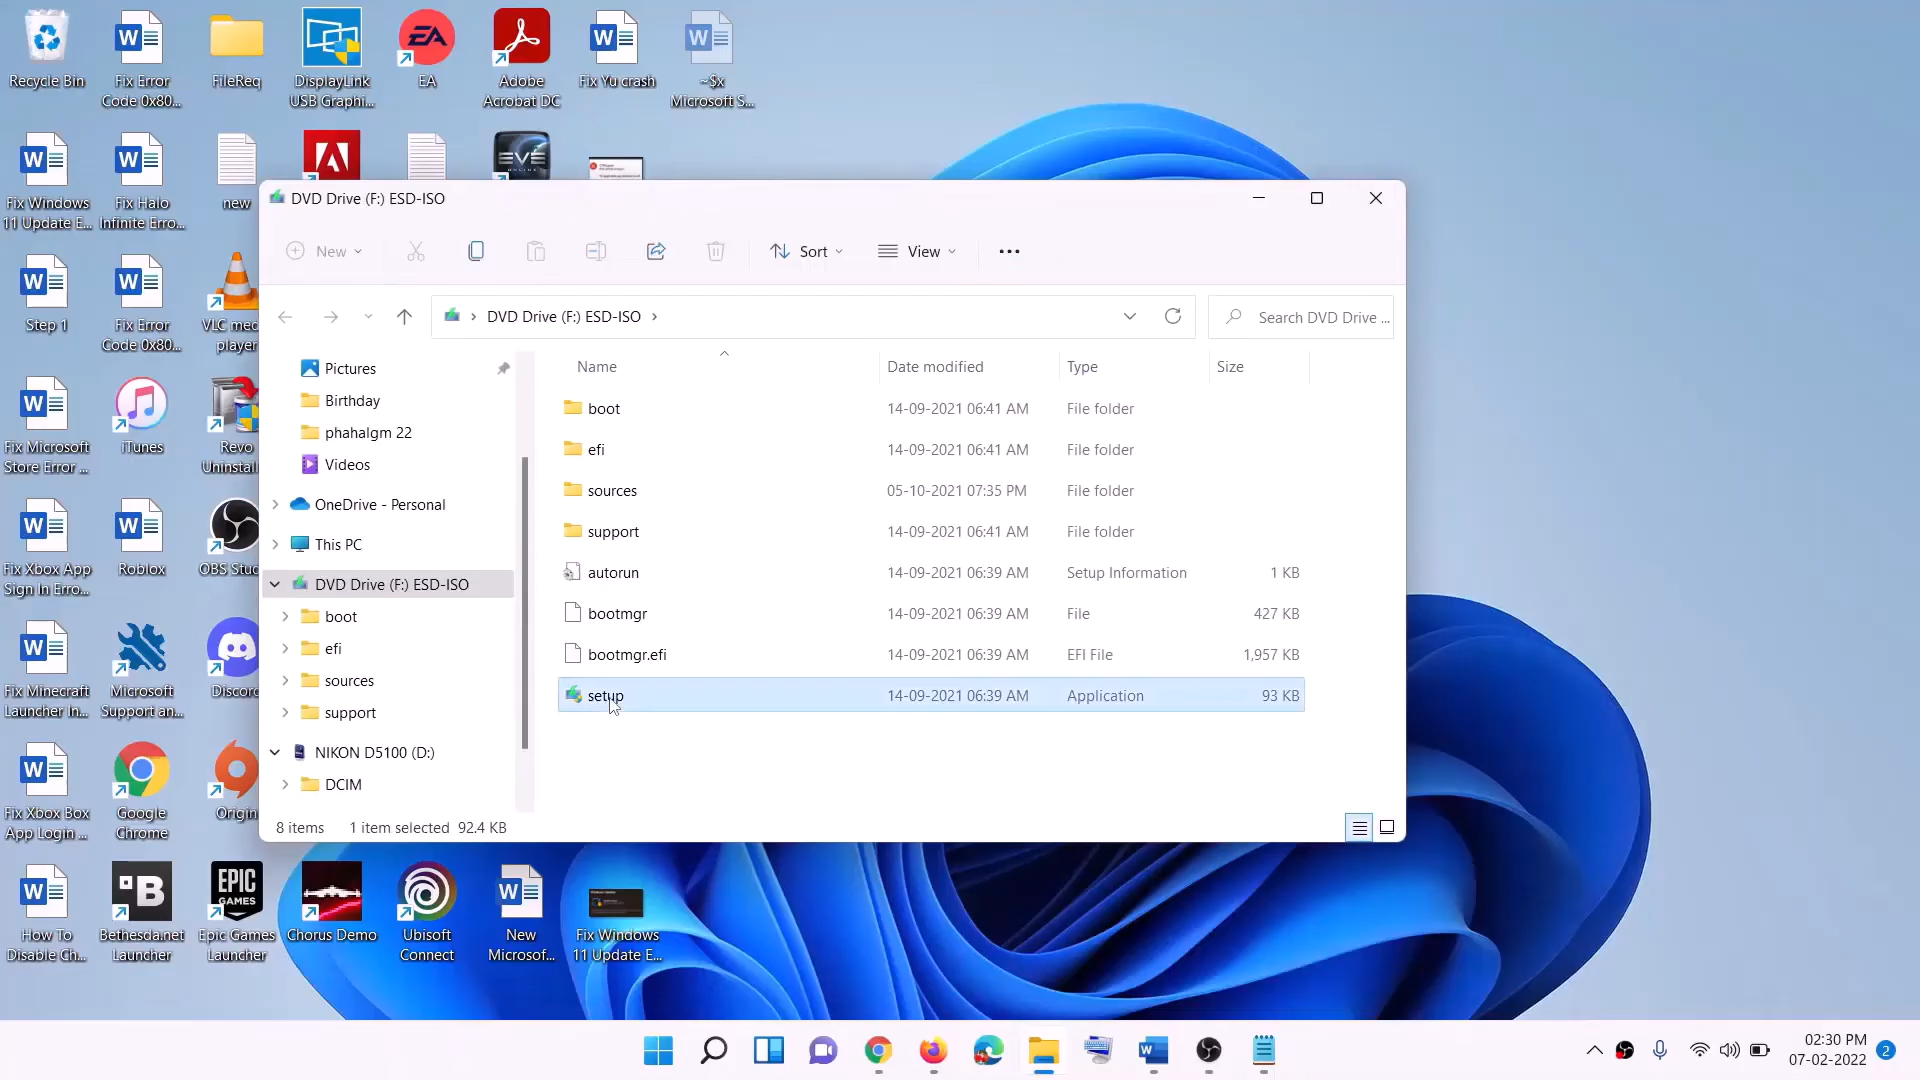 Recycle Bin
Fix Error
Code 0x80...
FileReq
DisplayLink
USB Graphi...
EA
EA
Adobe
Acrobat DC
Fix Yu crash
~$x
Microsoft S...
Fix Windows
11 Update E...
Fix Halo
Infinite Erro...
new
EVE
ONLINE
Step 1
Fix Error
Code 0x80...
VLC med
player
Fix Microsoft
Store Error ...
iTunes
Revo
Uninstall
Fix Xbox App
Sign In Erro...
Roblox
OBS Stud
Fix Minecraft
Launcher In...
Microsoft
Support an...
Discord
Fix Xbox Box
App Login ...
Google
Chrome
Origin
How To
Disable Ch...
B
Bethesda.net
Launcher
EPIC
GAMES
Epic Games
Launcher
Chorus Demo
Ubisoft
Connect
New
Microsof...
Fix Windows
11 Update E...
DVD Drive (F:) ESD-ISO
New
Sort
View
DVD Drive (F:) ESD-ISO
Search DVD Drive ...
Pictures
Birthday
phahalgm 22
Videos
OneDrive - Personal
This PC
DVD Drive (F:) ESD-ISO
boot
efi
sources
support
NIKON D5100 (D:)
DCIM
Name Date modified Type Size
boot 14-09-2021 06:41 AM File folder
efi 14-09-2021 06:41 AM File folder
sources 05-10-2021 07:35 PM File folder
support 14-09-2021 06:41 AM File folder
autorun 14-09-2021 06:39 AM Setup Information 1 KB
bootmgr 14-09-2021 06:39 AM File 427 KB
bootmgr.efi 14-09-2021 06:39 AM EFI File 1,957 KB
setup 14-09-2021 06:39 AM Application 93 KB
8 items 1 item selected 92.4 KB
02:30 PM
07-02-2022
2